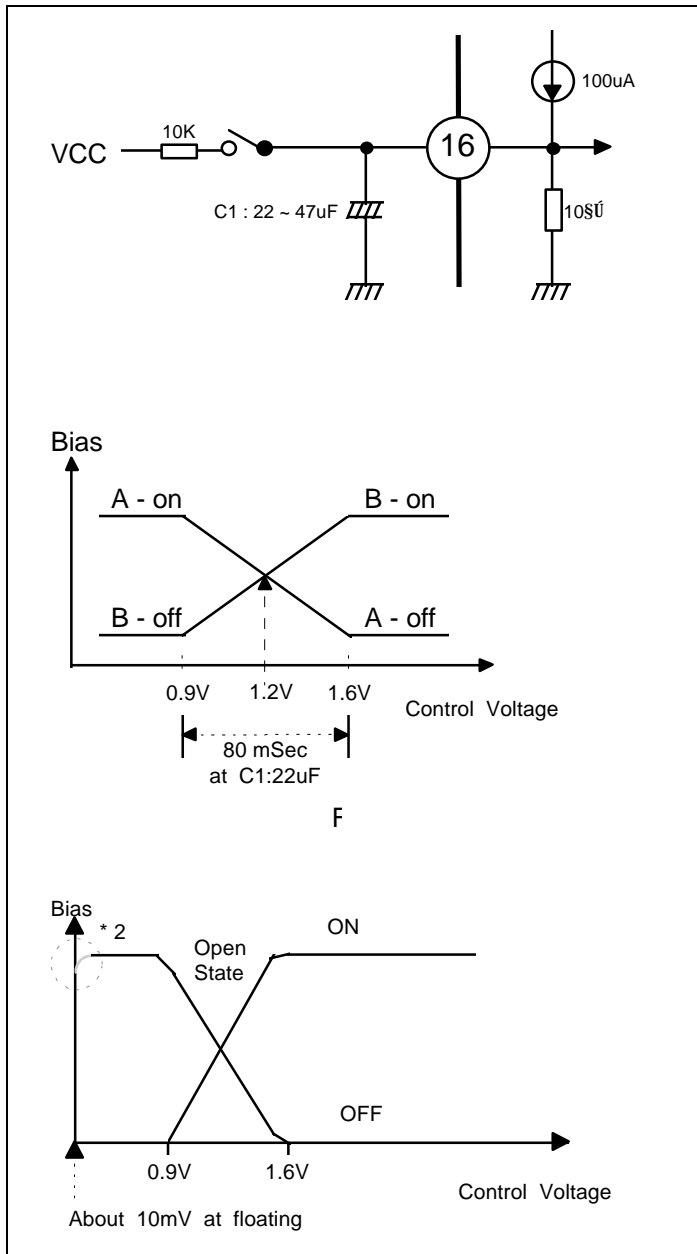 100uA
10K
VCC
16
C1 : 22 ~ 47uF
10§Ú
Bias
A - on
B - on
B - off
A - off
0.9V
1.2V
1.6V
Control Voltage
80 mSec
at C1:22uF
F
Bias
* 2
ON
Open
State
OFF
0.9V
1.6V
Control Voltage
About 10mV at floating